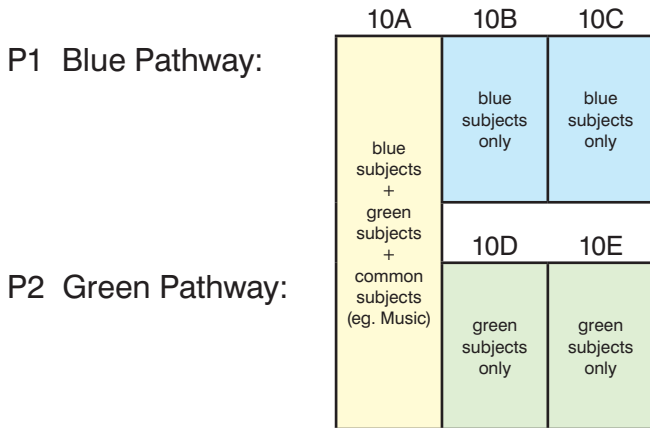 10A 10B 10C
P1 Blue Pathway:
blue
subjects
+
green
subjects
+
common
subjects
(eg. Music)
blue
subjects
only
blue
subjects
only
10D 10E
P2 Green Pathway:
green
subjects
only
green
subjects
only